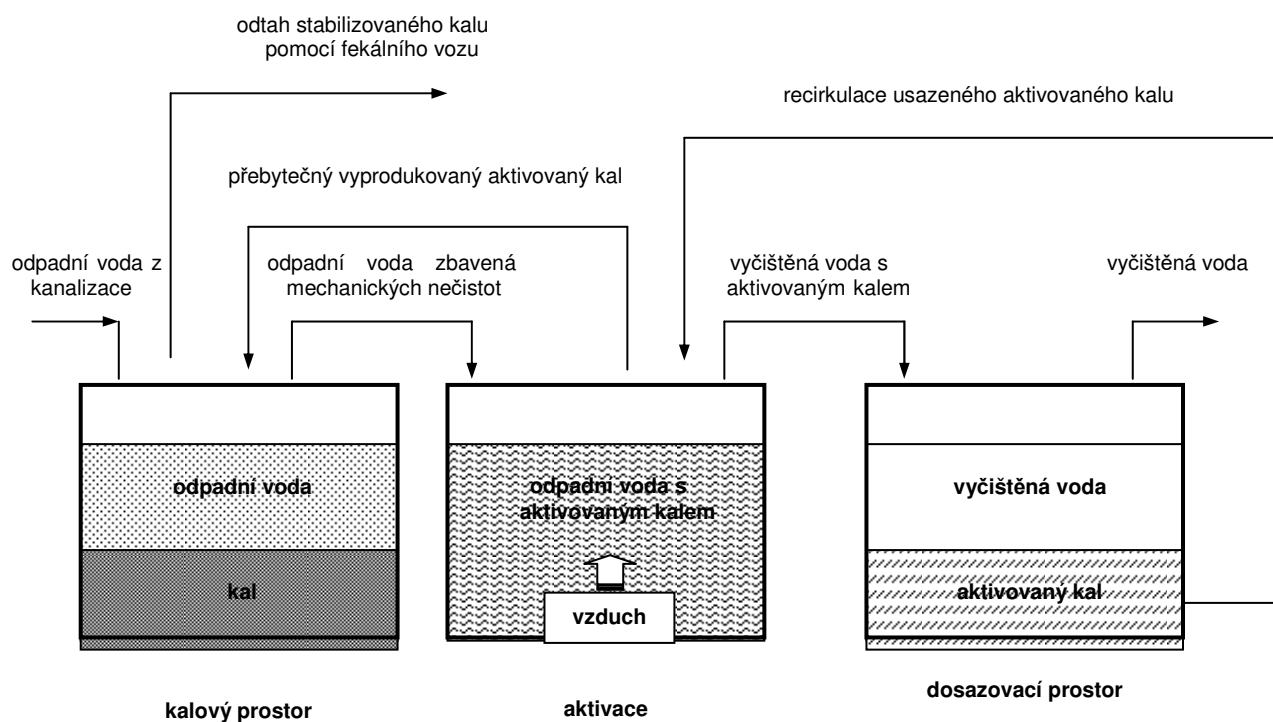 odtah stabilizovaného kalu
pomocí fekálního vozu
recirkulace usazeného aktivovaného kalu
přebytečný vyprodukovaný aktivovaný kal
odpadní voda z
kanalizace
odpadní voda zbavená
mechanických nečistot
vyčištěná voda s
aktivovaným kalem
vyčištěná voda
odpadní voda
kal
odpadní voda s
aktivovaným kalem
vzduch
vyčištěná voda
aktivovaný kal
kalový prostor
aktivace
dosazovací prostor